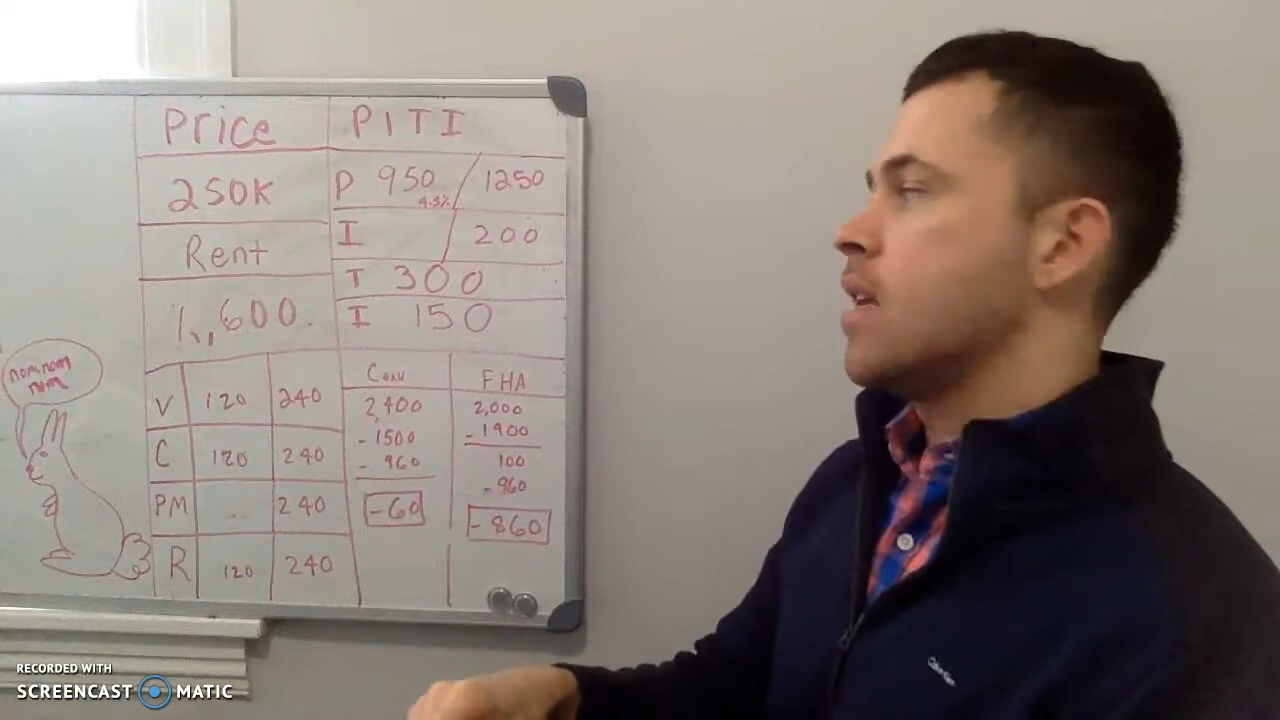 Price
PITI
250K
P 950 / 1250
4.5%
Rent
I 200
T 300
1,600.
I 150
nom nom
nom
V 120 240
C 120 240
PM -- 240
R 120 240
Conv
2,400
- 1500
- 960
-60
FHA
2,000
- 1900
100
- 960
- 860
Calvin Klein
RECORDED WITH
SCREENCAST MATIC